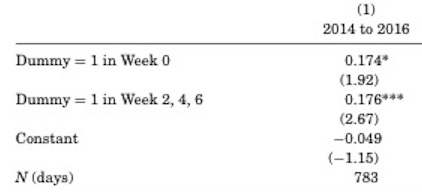 (1)
2014 to 2016
Dummy = 1 in Week 0 0.174*
(1.92)
Dummy = 1 in Week 2, 4, 6 0.176***
(2.67)
Constant −0.049
(−1.15)
N (days) 783